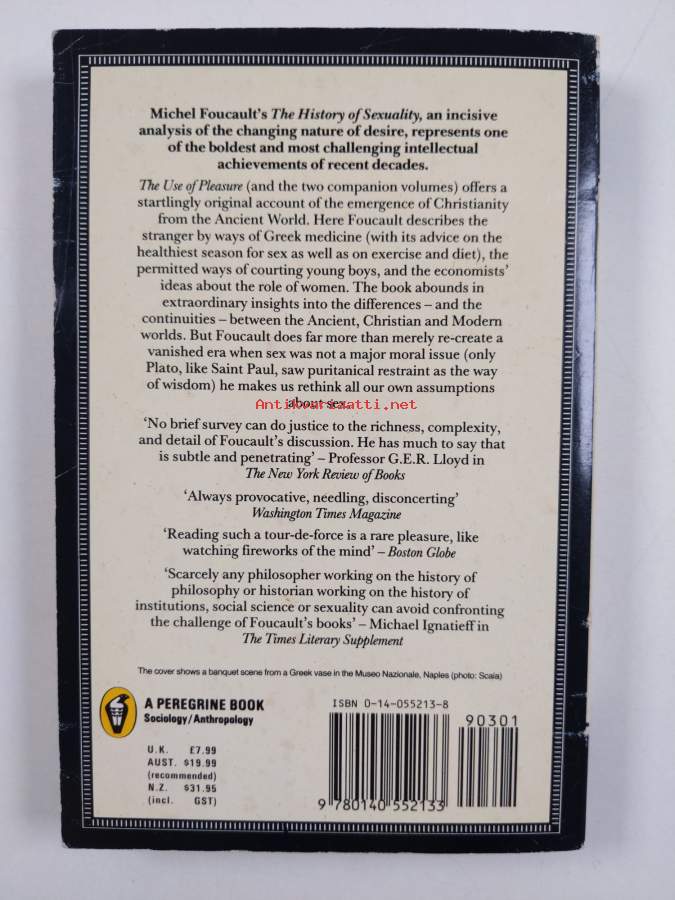 Michel Foucault's The History of Sexuality, an incisive
analysis of the changing nature of desire, represents one
of the boldest and most challenging intellectual
achievements of recent decades.
The Use of Pleasure (and the two companion volumes) offers a
startlingly original account of the emergence of Christianity
from the Ancient World. Here Foucault describes the
stranger by ways of Greek medicine (with its advice on the
healthiest season for sex as well as on exercise and diet), the
permitted ways of courting young boys, and the economists'
ideas about the role of women. The book abounds in
extraordinary insights into the differences – and the
continuities – between the Ancient, Christian and Modern
worlds. But Foucault does far more than merely re-create a
vanished era when sex was not a major moral issue (only
Plato, like Saint Paul, saw puritanical restraint as the way
of wisdom) he makes us rethink all our own assumptions
about sex.
Antikvariaatti.net
'No brief survey can do justice to the richness, complexity,
and detail of Foucault's discussion. He has much to say that
is subtle and penetrating' – Professor G.E.R. Lloyd in
The New York Review of Books
'Always provocative, needling, disconcerting'
Washington Times Magazine
'Reading such a tour-de-force is a rare pleasure, like
watching fireworks of the mind' – Boston Globe
'Scarcely any philosopher working on the history of
philosophy or historian working on the history of
institutions, social science or sexuality can avoid confronting
the challenge of Foucault's books' – Michael Ignatieff in
The Times Literary Supplement
The cover shows a banquet scene from a Greek vase in the Museo Nazionale, Naples (photo: Scala)
A PEREGRINE BOOK
Sociology/Anthropology
U.K. £7.99
AUST. $19.99
(recommended)
N.Z. $31.95
(incl. GST)
ISBN 0-14-055213-8
90301
9 780140 552133